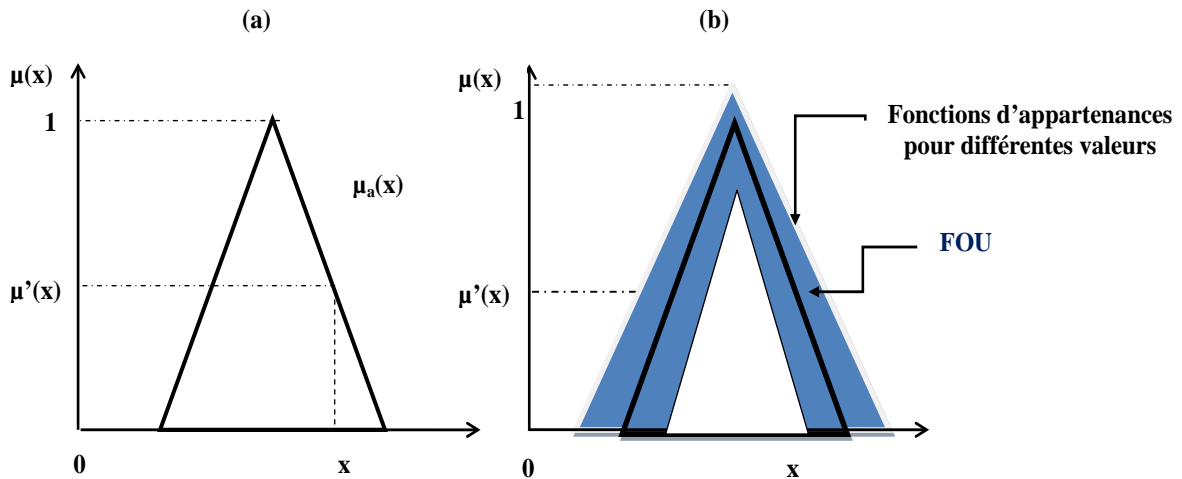 (a)
(b)
μ(x)
1
μₐ(x)
μ’(x)
0
x
μ(x)
1
Fonctions d’appartenances
pour différentes valeurs
FOU
μ’(x)
0
x